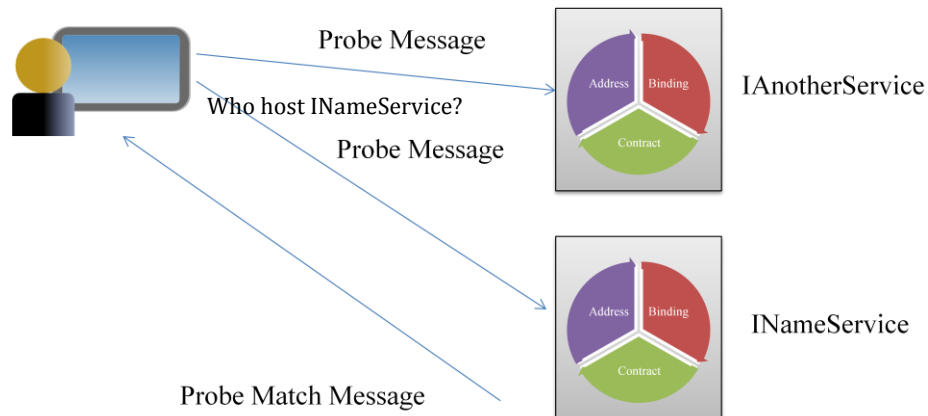 Probe Message
Address
Binding
Contract
IAnotherService
Who host INameService?
Probe Message
Address
Binding
Contract
INameService
Probe Match Message